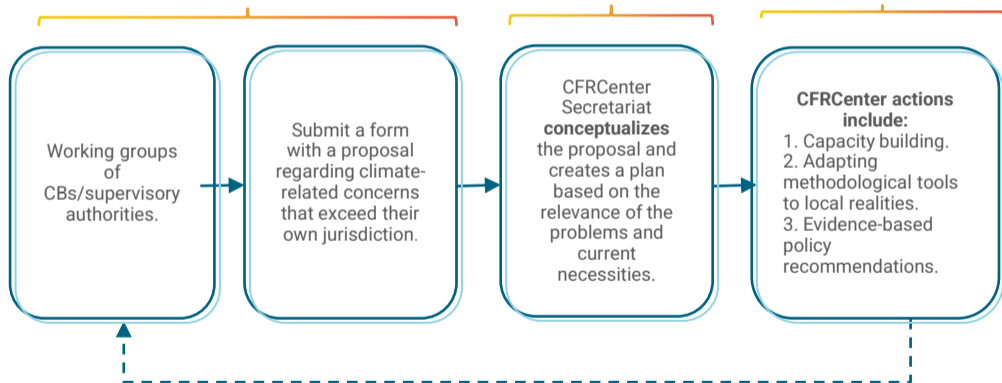 Working groups
of
CBs/supervisory
authorities.
Submit a form
with a proposal
regarding climate-
related concerns
that exceed their
own jurisdiction.
CFRCenter
Secretariat
conceptualizes
the proposal and
creates a plan
based on the
relevance of the
problems and
current
necessities.
CFRCenter actions
include:
1. Capacity building.
2. Adapting
methodological tools
to local realities.
3. Evidence-based
policy
recommendations.